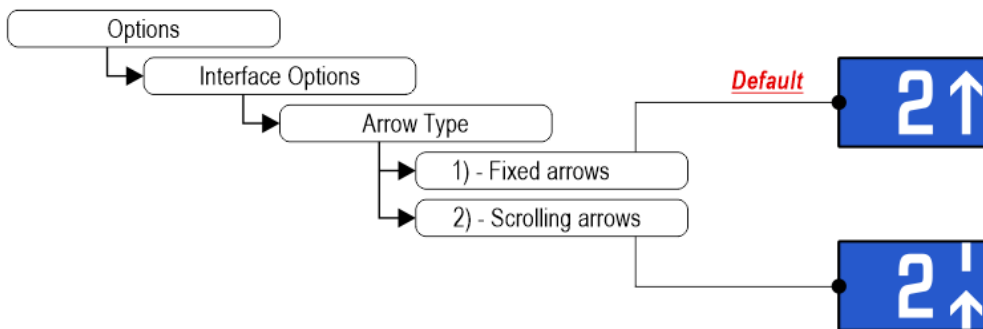 Options
Interface Options
Arrow Type
1) - Fixed arrows
2) - Scrolling arrows
Default
2↑
2